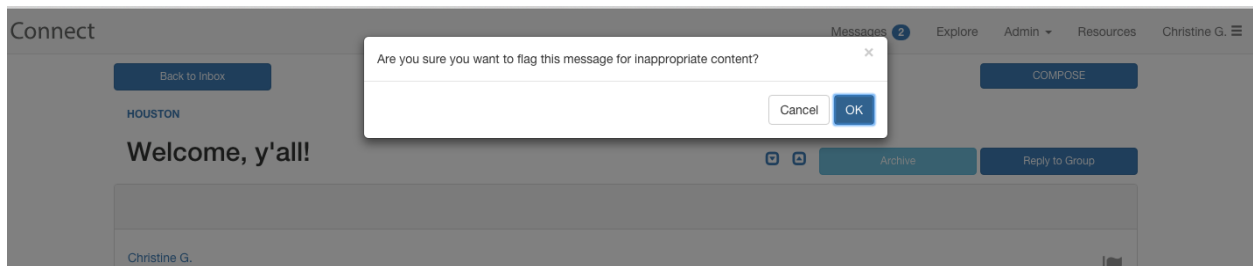 Connect
Messages 2 Explore Admin Resources Christine G.
Are you sure you want to flag this message for inappropriate content? ×
Back to Inbox
COMPOSE
Cancel OK
HOUSTON
Welcome, y'all!
Archive Reply to Group
Christine G.